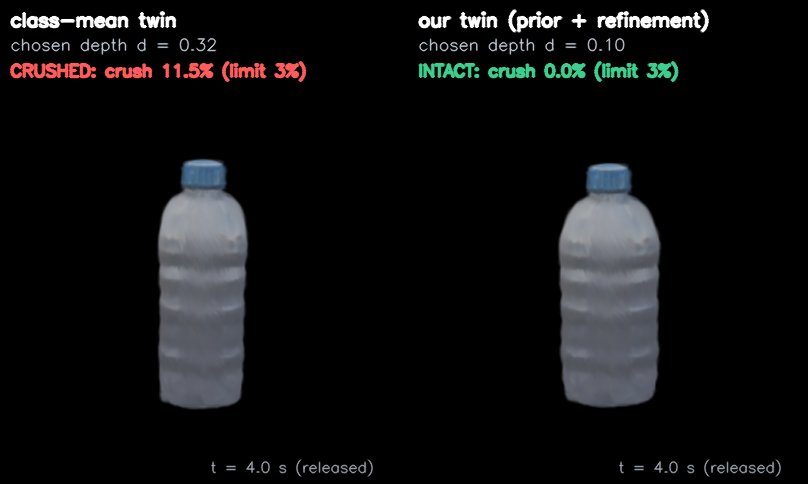 class-mean twin
chosen depth d = 0.32
CRUSHED: crush 11.5% (limit 3%)
our twin (prior + refinement)
chosen depth d = 0.10
INTACT: crush 0.0% (limit 3%)
t = 4.0 s (released)
t = 4.0 s (released)